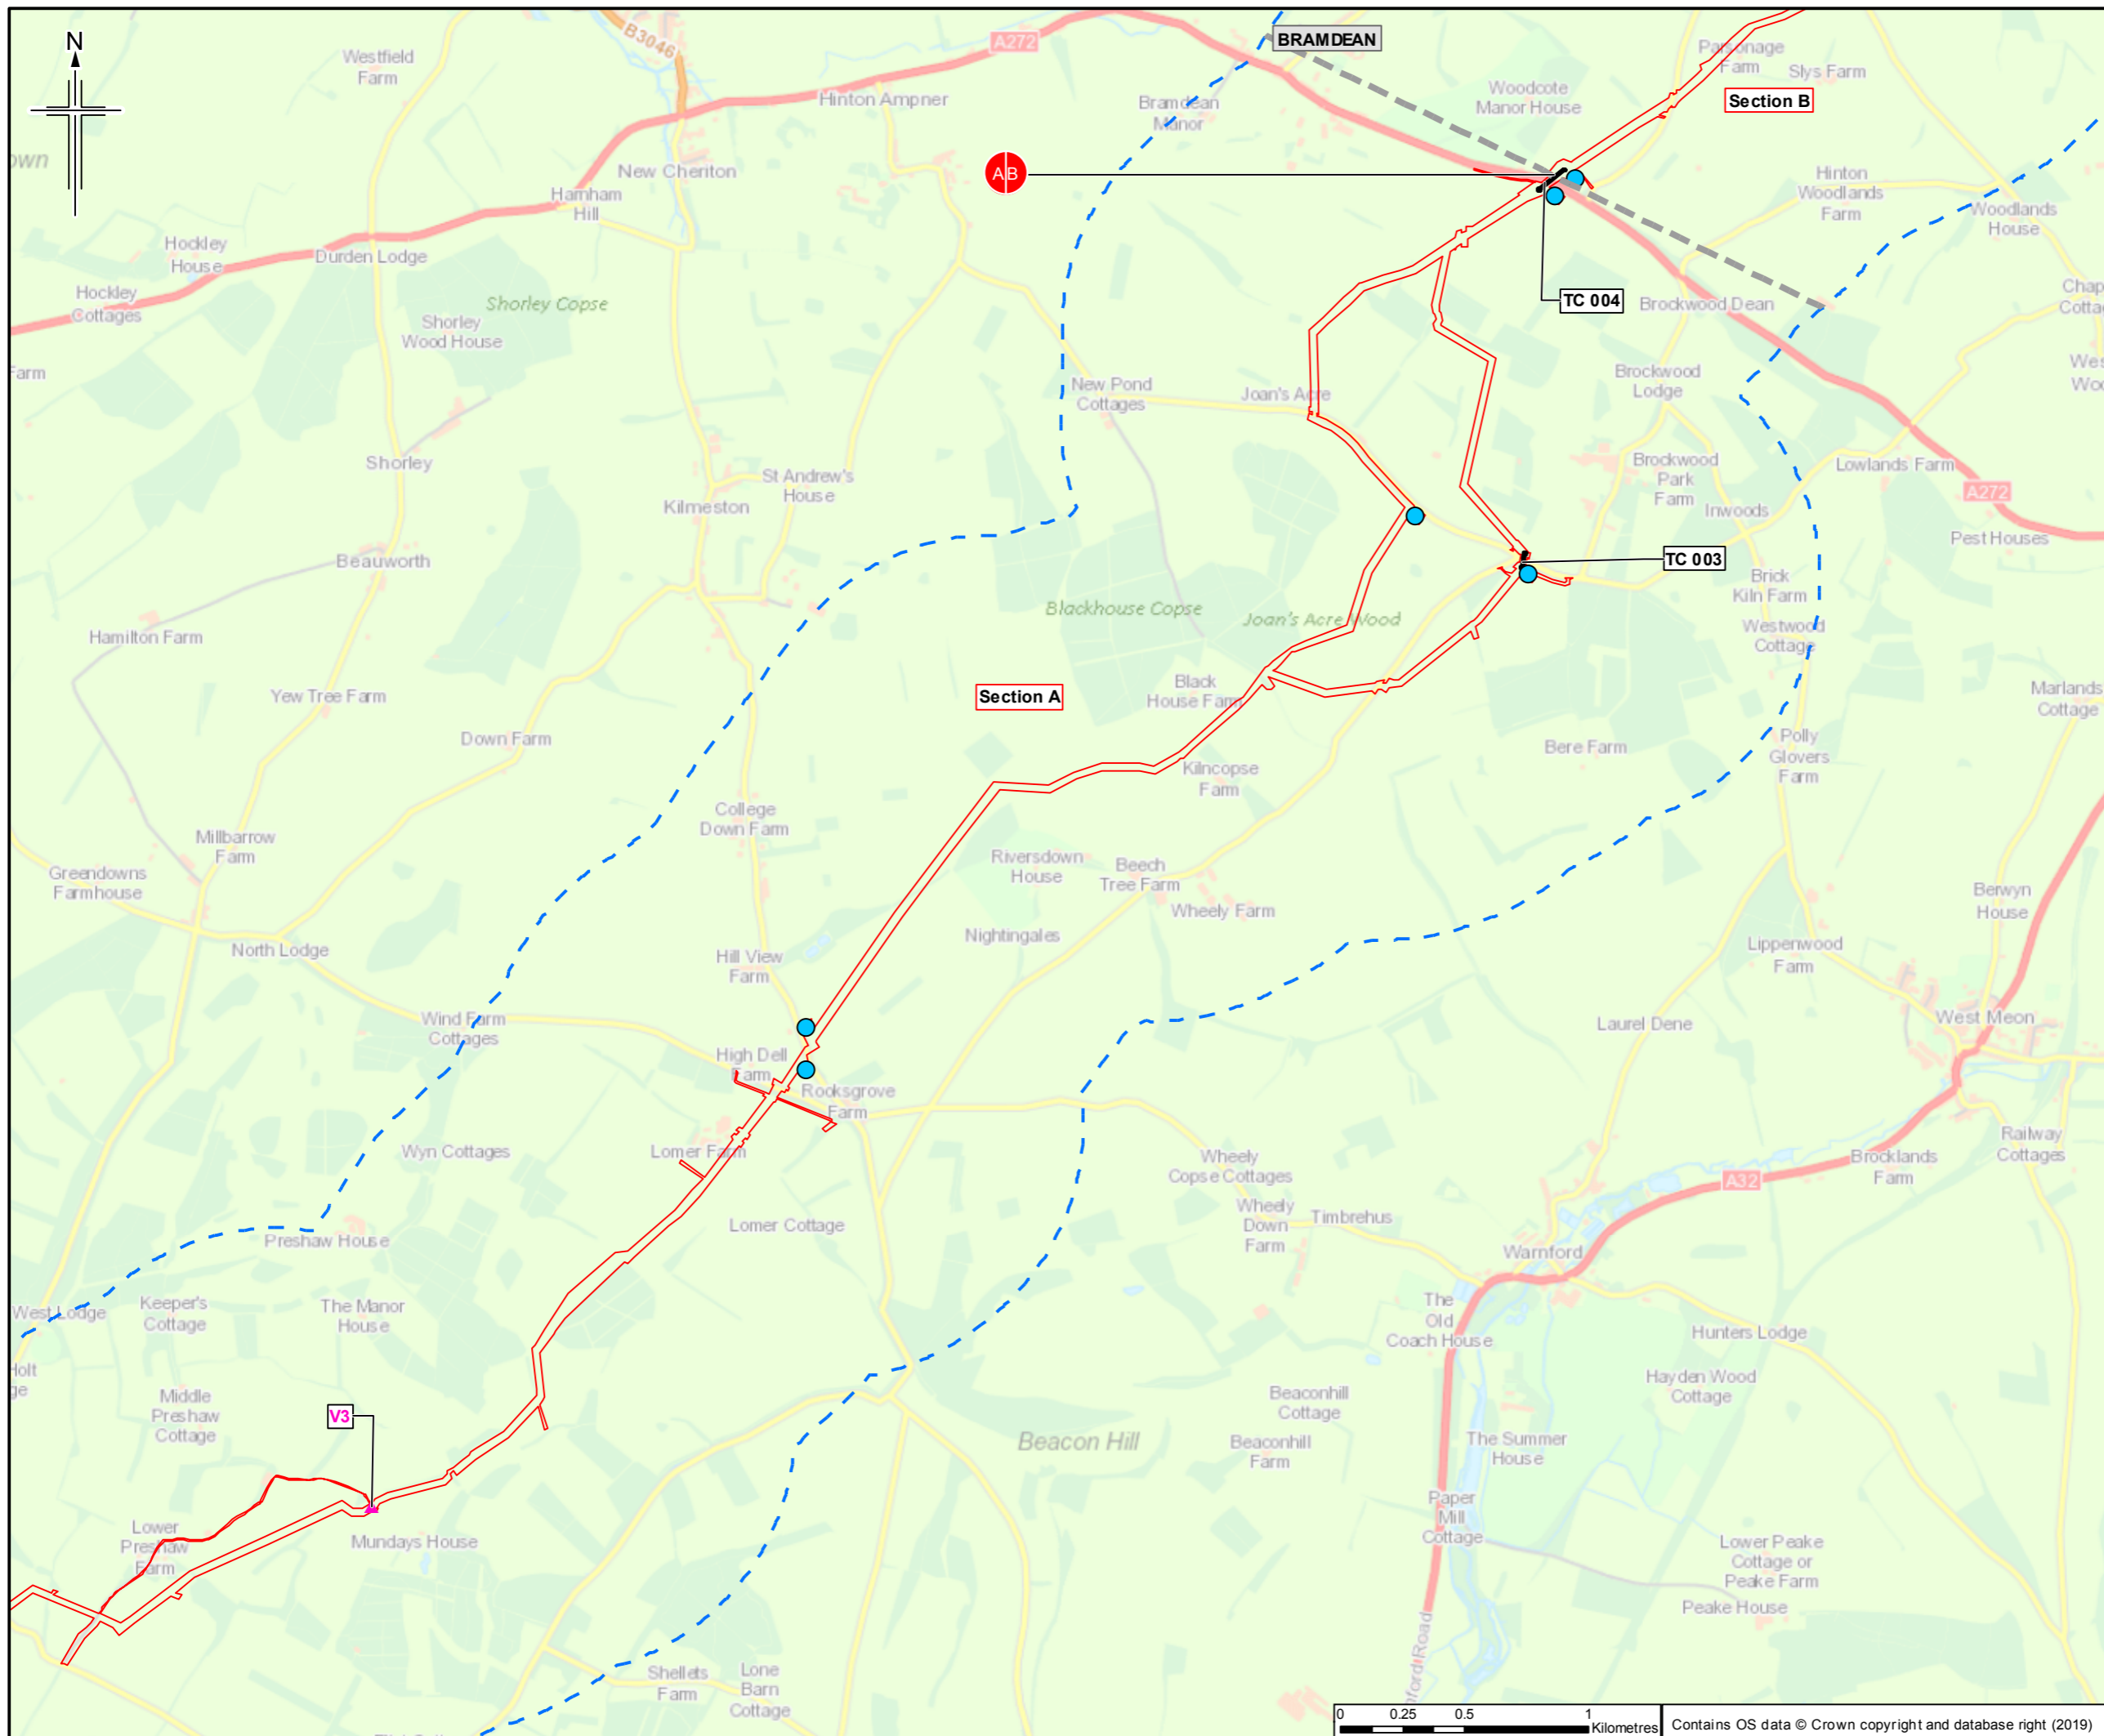 N
B3046
A272
BRAMDEAN
Parsonage
Farm
Slys Farm
Westfield
Farm
Hinton Ampner
Bramdean
Manor
Woodcote
Manor House
Section B
New Cheriton
A B
Hinton
Woodlands
Farm
Woodlands
House
Harnham
Hill
Hockley
House
Durden Lodge
Hockley
Cottages
Shorley Copse
Shorley
Wood House
TC 004
Brockwood Dean
New Pond
Cottages
Joan's Acre
Brockwood
Lodge
Shorley
St Andrew's
House
Kilmeston
Brockwood
Park
Farm
Inwoods
Lowlands Farm
A272
Pest Houses
Beauworth
TC 003
Brick
Kiln Farm
Blackhouse Copse
Joan's Acre Wood
Westwood
Cottage
Hamilton Farm
Yew Tree Farm
Section A
Black
House Farm
Marlands
Cottage
Down Farm
Bere Farm
Polly
Glovers
Farm
Kilncopse
Farm
College
Down Farm
Millbarrow
Farm
Greendowns
Farmhouse
Riversdown
House
Beech
Tree Farm
Wheely Farm
Berwyn
House
North Lodge
Nightingales
Hill View
Farm
Lippenwood
Farm
Wind Farm
Cottages
Laurel Dene
West Meon
High Dell
Farm
Rooksgrove
Farm
Wyn Cottages
Lomer Farm
Wheely
Copse Cottages
Railway
Cottages
Brocklands
Farm
A32
Lomer Cottage
Wheely
Down
Farm
Timbrehus
Preshaw House
Warnford
West Lodge
Keeper's
Cottage
The Manor
House
The
Old
Coach House
Hunters Lodge
Hayden Wood
Cottage
Middle
Preshaw
Cottage
V3
Beaconhill
Cottage
Beacon Hill
Beaconhill
Farm
The Summer
House
Paper
Mill
Cottage
Lower
Preshaw
Farm
Mundays House
Lower Peake
Cottage or
Peake Farm
Peake House
Shellets
Farm
Lone
Barn
Cottage
0 0.25 0.5 1
Kilometres
Contains OS data © Crown copyright and database right (2019)